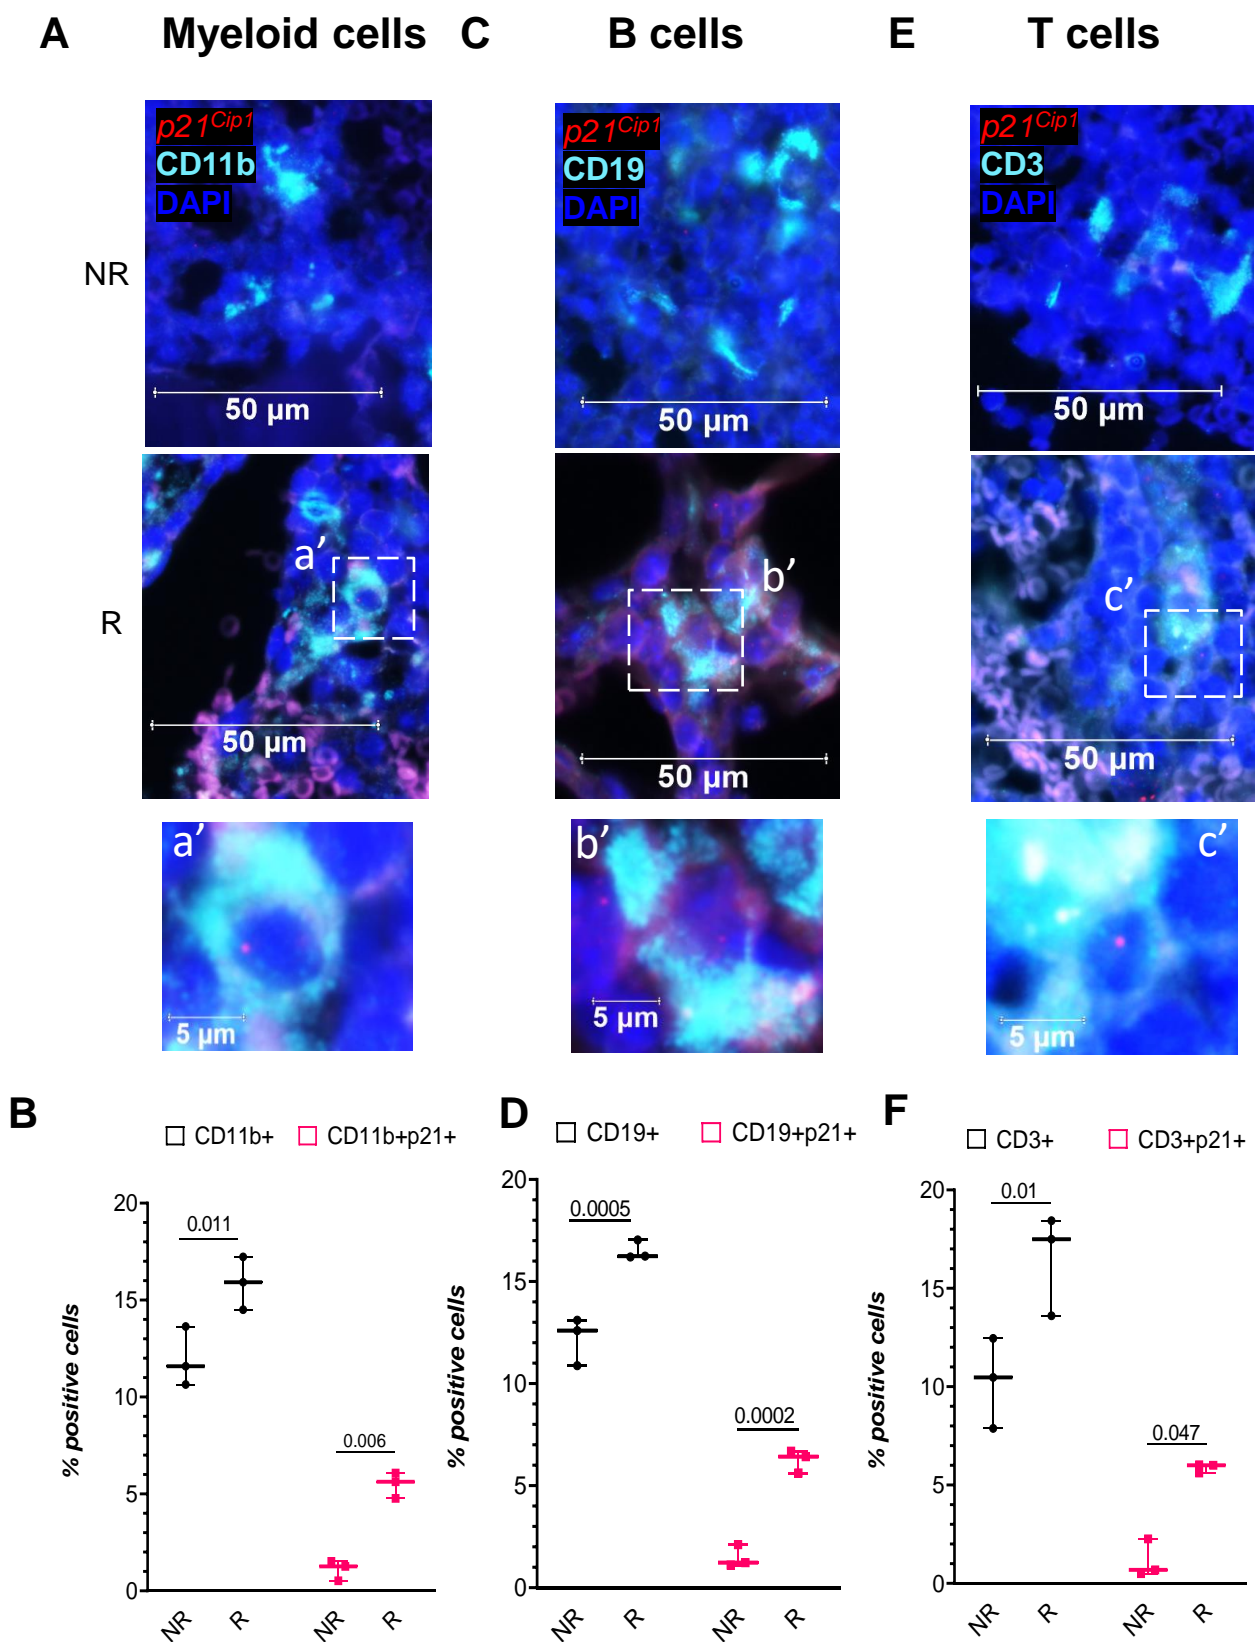 A Myeloid cells C B cells E T cells
p21Cip1
CD11b
DAPI
50 µm
p21Cip1
CD19
DAPI
50 µm
p21Cip1
CD3
DAPI
50 µm
NR
R
a’
50 µm
b’
50 µm
c’
50 µm
a’
5 µm
b’
5 µm
c’
5 µm
B
CD11b+ CD11b+p21+
% positive cells
20
15
10
5
0
0.011
0.006
NR R NR R
D
CD19+ CD19+p21+
% positive cells
20
15
10
5
0
0.0005
0.0002
NR R NR R
F
CD3+ CD3+p21+
% positive cells
20
15
10
5
0
0.01
0.047
NR R NR R